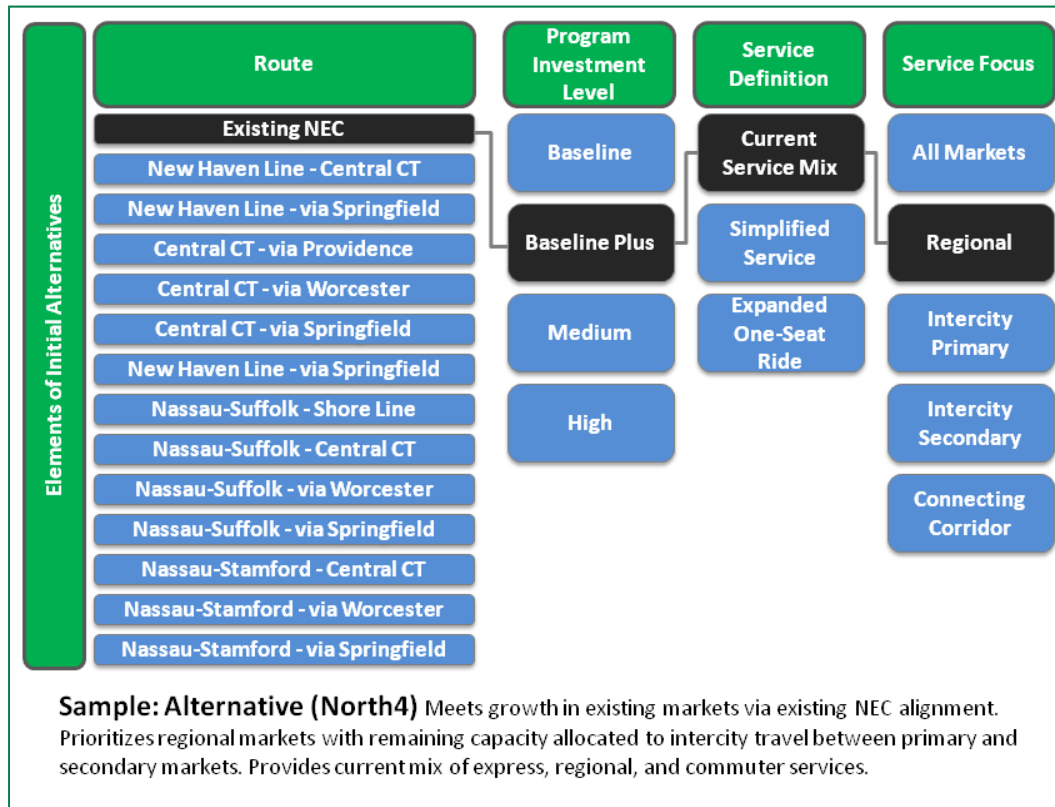 Elements of Initial Alternatives
Route
Existing NEC
New Haven Line - Central CT
New Haven Line - via Springfield
Central CT - via Providence
Central CT - via Worcester
Central CT - via Springfield
New Haven Line - via Springfield
Nassau-Suffolk - Shore Line
Nassau-Suffolk - Central CT
Nassau-Suffolk - via Worcester
Nassau-Suffolk - via Springfield
Nassau-Stamford - Central CT
Nassau-Stamford - via Worcester
Nassau-Stamford - via Springfield
Program
Investment
Level
Baseline
Baseline Plus
Medium
High
Service
Definition
Current
Service Mix
Simplified
Service
Expanded
One-Seat
Ride
Service Focus
All Markets
Regional
Intercity
Primary
Intercity
Secondary
Connecting
Corridor
Sample: Alternative (North4) Meets growth in existing markets via existing NEC alignment.
Prioritizes regional markets with remaining capacity allocated to intercity travel between primary and
secondary markets. Provides current mix of express, regional, and commuter services.